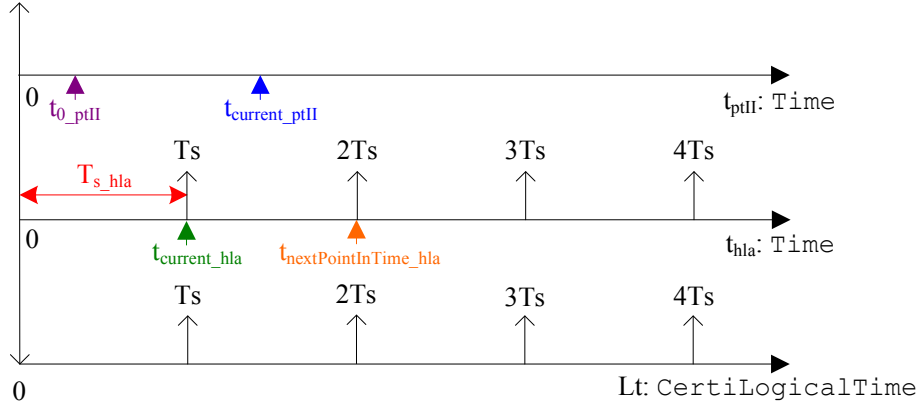 0
t0_ptII
tcurrent_ptII
tptII: Time
Ts
2Ts
3Ts
4Ts
Ts_hla
0
tcurrent_hla
tnextPointInTime_hla
thla: Time
Ts
2Ts
3Ts
4Ts
0
Lt: CertiLogicalTime